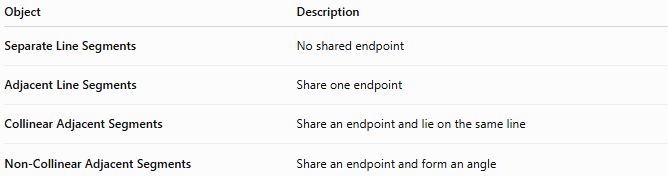 Object Description
Separate Line Segments No shared endpoint
Adjacent Line Segments Share one endpoint
Collinear Adjacent Segments Share an endpoint and lie on the same line
Non-Collinear Adjacent Segments Share an endpoint and form an angle